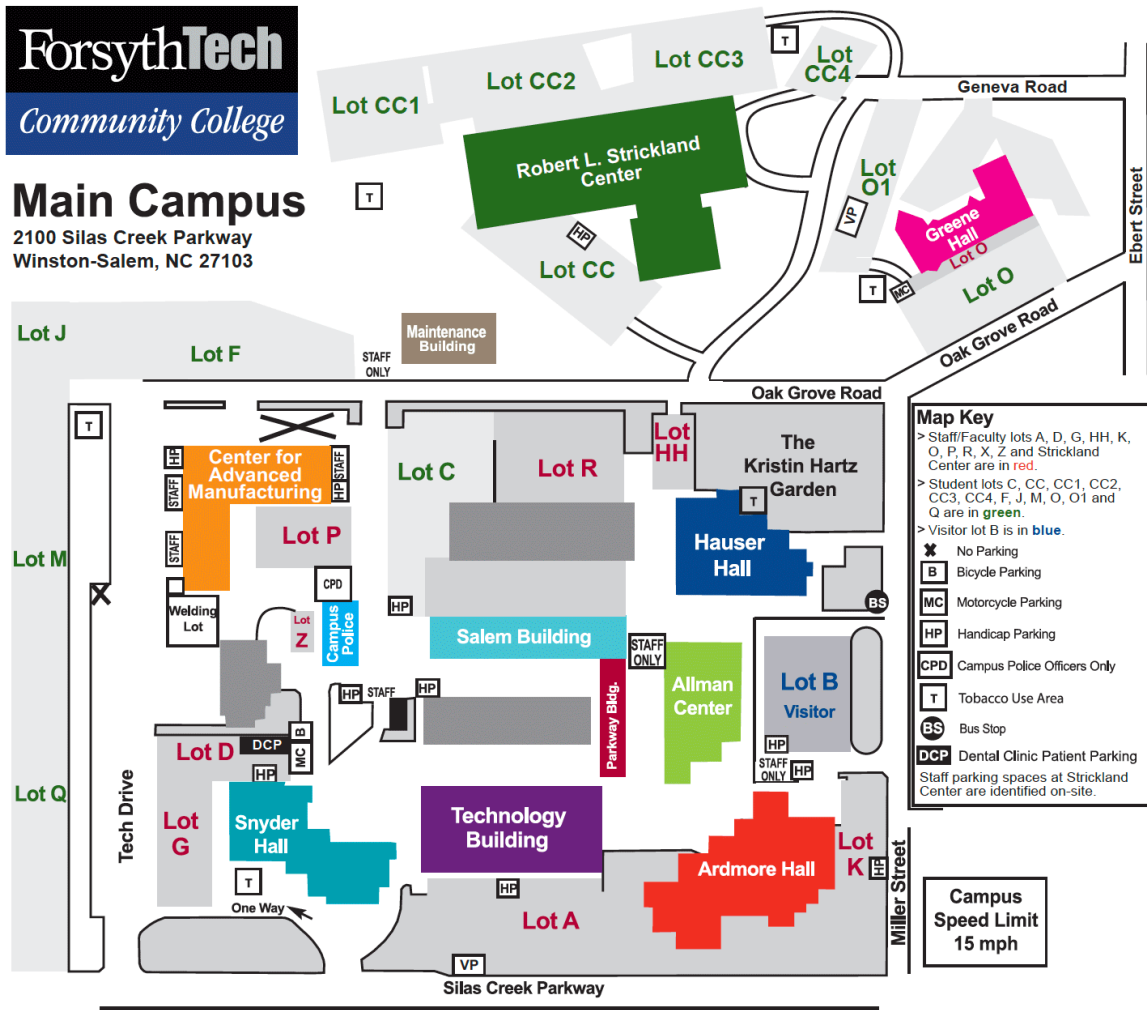 ForsythTech
Community College
Main Campus
2100 Silas Creek Parkway
Winston-Salem, NC 27103
Lot CC1
Lot CC2
Lot CC3
T
Lot
CC4
Geneva Road
Robert L. Strickland
Center
T
HP
Lot CC
Lot
O1
VP
Greene
Hall
Lot O
Lot O
T
MC
Ebert Street
Oak Grove Road
Lot J
Lot F
STAFF
ONLY
Maintenance
Building
Oak Grove Road
T
HP
STAFF
STAFF
Center for
Advanced
Manufacturing
STAFF
HP
Lot P
Lot C
Lot R
Lot
HH
The
Kristin Hartz
Garden
T
Hauser
Hall
BS
Lot M
Welding
Lot
Lot
Z
CPD
Campus
Police
HP
Salem Building
STAFF
ONLY
Parkway Bldg.
Allman
Center
Lot B
Visitor
HP
STAFF
ONLY
HP
HP
STAFF
HP
Lot D
DCP
B
MC
HP
Lot Q
Tech Drive
Lot
G
Snyder
Hall
T
One Way
Technology
Building
HP
Lot A
VP
Ardmore Hall
Lot
K
HP
Miller Street
Silas Creek Parkway
Map Key
> Staff/Faculty lots A, D, G, HH, K,
O, P, R, X, Z and Strickland
Center are in red.
> Student lots C, CC, CC1, CC2,
CC3, CC4, F, J, M, O, O1 and
Q are in green.
> Visitor lot B is in blue.
X No Parking
B Bicycle Parking
MC Motorcycle Parking
HP Handicap Parking
CPD Campus Police Officers Only
T Tobacco Use Area
BS Bus Stop
DCP Dental Clinic Patient Parking
Staff parking spaces at Strickland
Center are identified on-site.
Campus
Speed Limit
15 mph